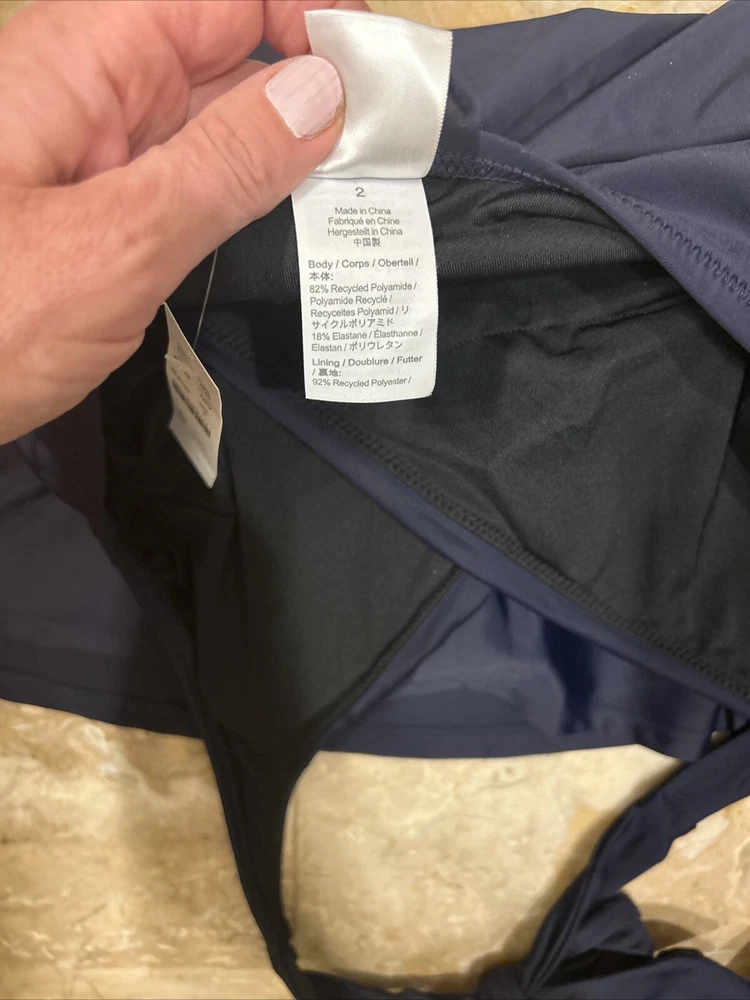 2
Made in China
Fabriqué en Chine
Hergestellt in China
中国製
Body / Corps / Obertell /
本体:
82% Recycled Polyamide /
Polyamide Recyclé /
Recyceltes Polyamid / リ
サイクルポリアミド
18% Elastane / Élasthanne /
Elastan / ポリウレタン
Lining / Doublure / Futter
/ 裏地:
92% Recycled Polyester /